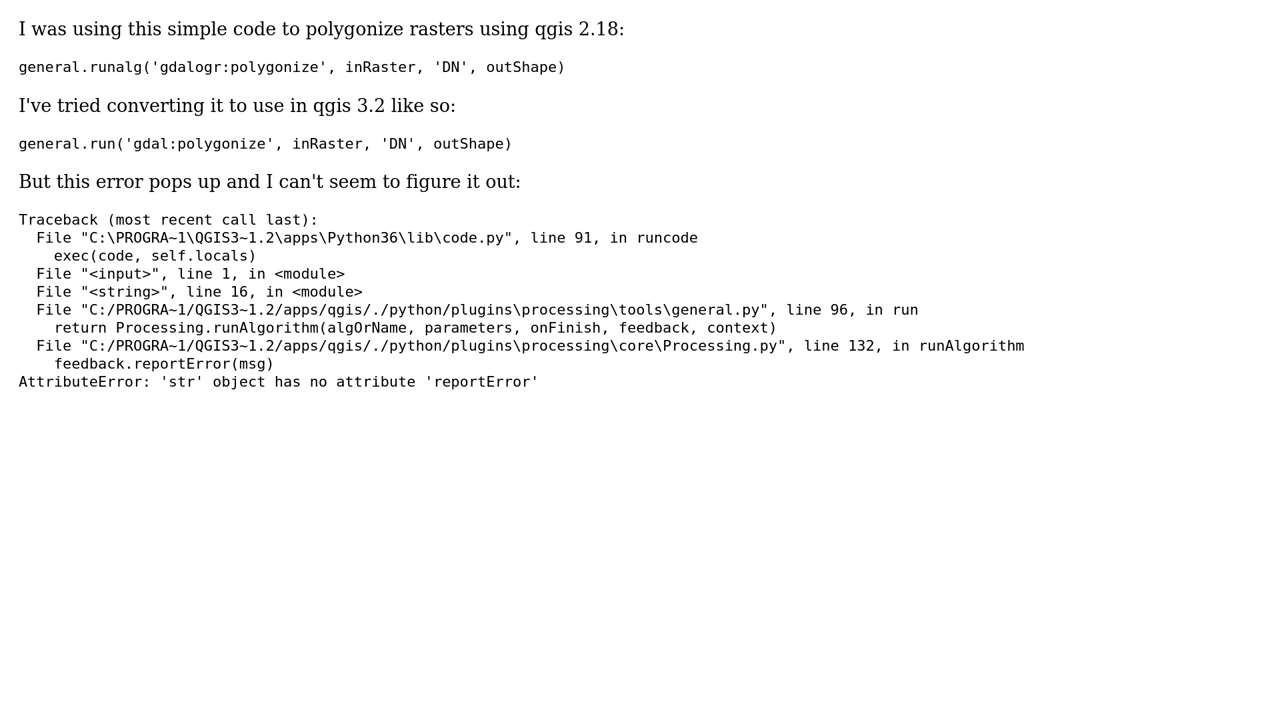 I was using this simple code to polygonize rasters using qgis 2.18:
general.runalg('gdalogr:polygonize', inRaster, 'DN', outShape)
I've tried converting it to use in qgis 3.2 like so:
general.run('gdal:polygonize', inRaster, 'DN', outShape)
But this error pops up and I can't seem to figure it out:
Traceback (most recent call last):
  File "C:\PROGRA~1\QGIS3~1.2\apps\Python36\lib\code.py", line 91, in runcode
    exec(code, self.locals)
  File "<input>", line 1, in <module>
  File "<string>", line 16, in <module>
  File "C:/PROGRA~1/QGIS3~1.2/apps/qgis/./python/plugins\processing\tools\general.py", line 96, in run
    return Processing.runAlgorithm(algOrName, parameters, onFinish, feedback, context)
  File "C:/PROGRA~1/QGIS3~1.2/apps/qgis/./python/plugins\processing\core\Processing.py", line 132, in runAlgorithm
    feedback.reportError(msg)
AttributeError: 'str' object has no attribute 'reportError'